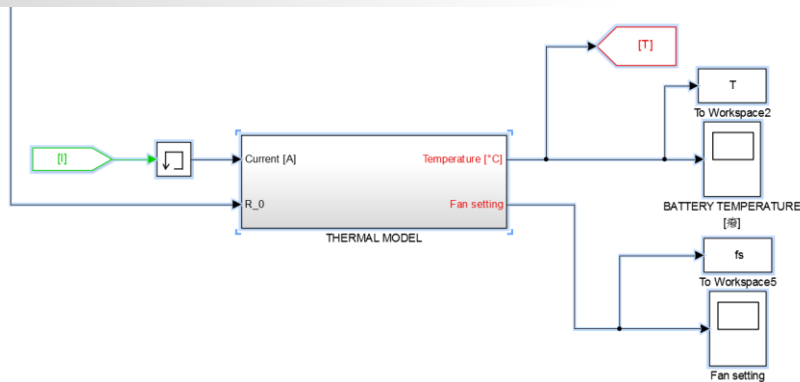 [T]
T
To Workspace2
[I]
Current [A]
Temperature [°C]
R_0
Fan setting
THERMAL MODEL
BATTERY TEMPERATURE
fs
To Workspace5
Fan setting